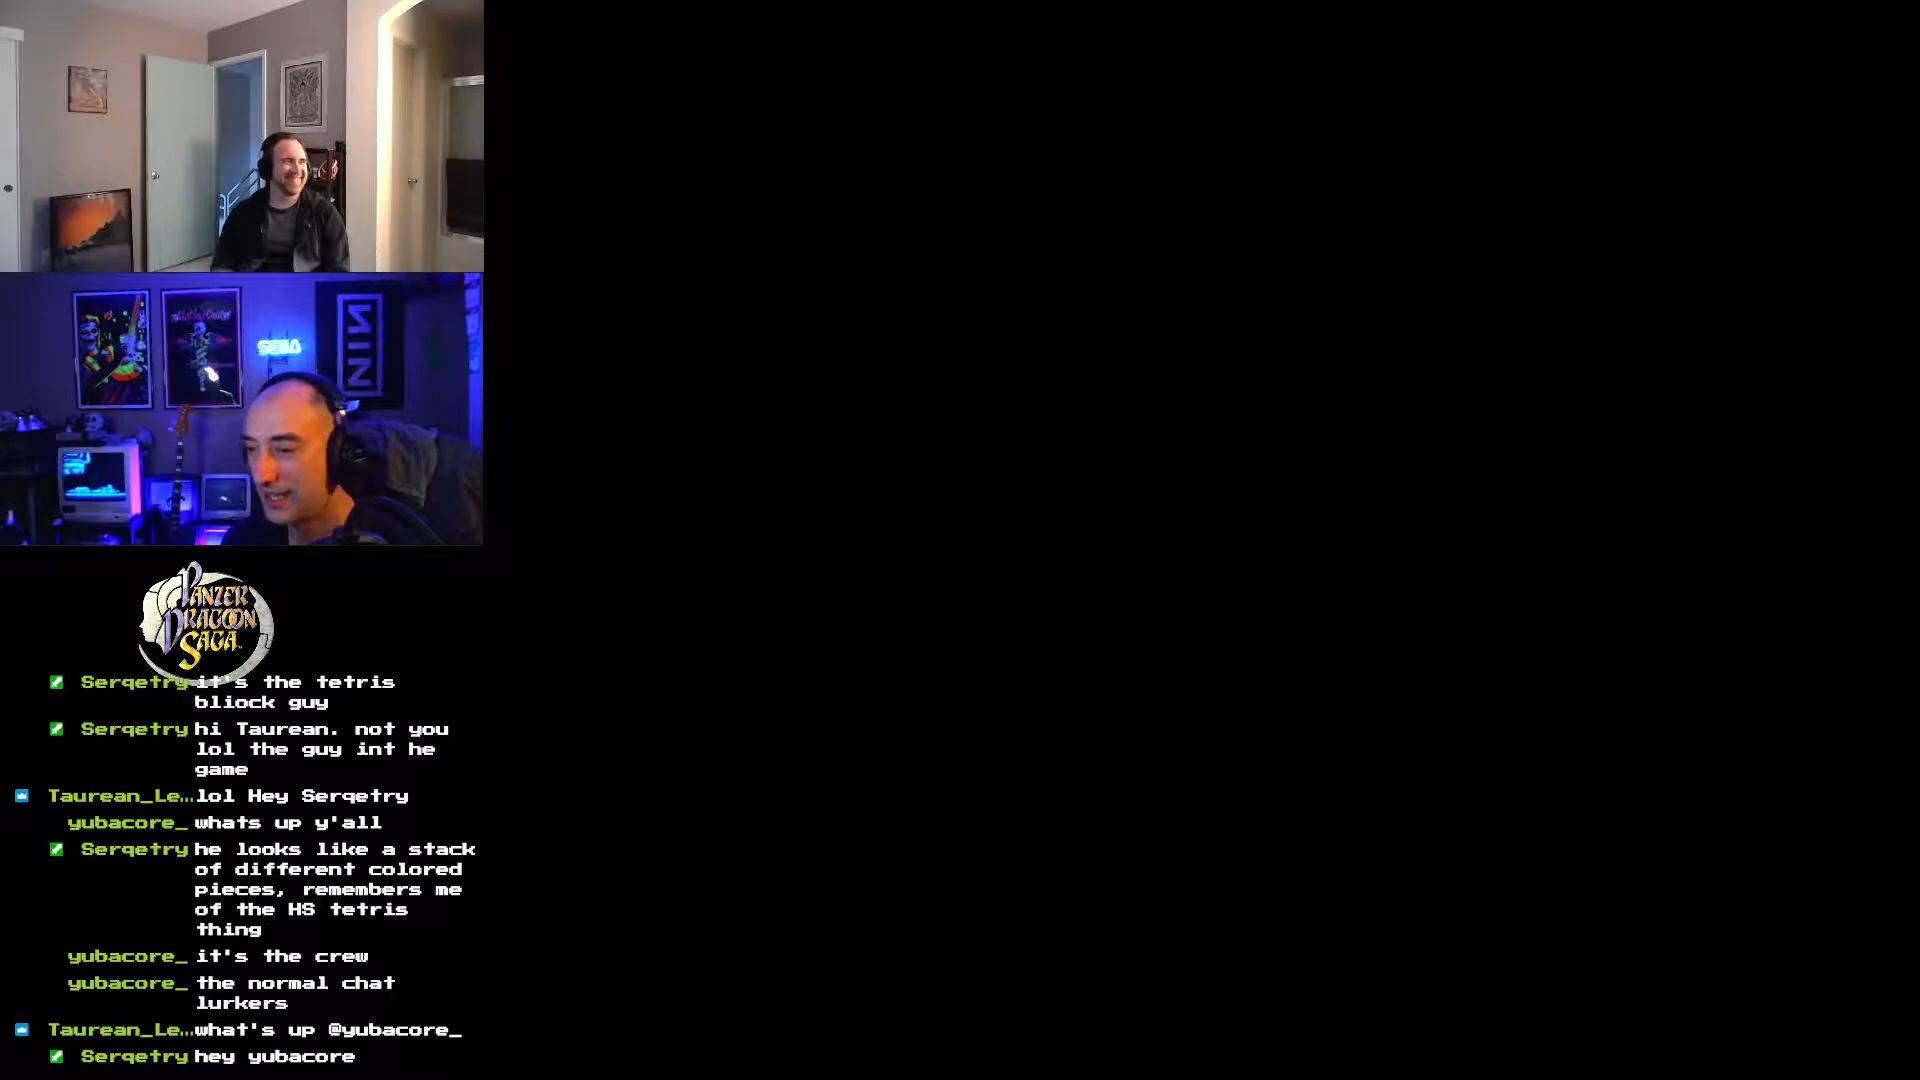 SEGA
NIN
PANZER
DRAGOON
SAGA
Serqetry it's the tetris
bliock guy
Serqetry hi Taurean. not you
lol the guy int he
game
Taurean_Le... lol Hey Serqetry
yubacore_ whats up y'all
Serqetry he looks like a stack
of different colored
pieces, remembers me
of the HS tetris
thing
yubacore_ it's the crew
yubacore_ the normal chat
lurkers
Taurean_Le... what's up @yubacore_
Serqetry hey yubacore